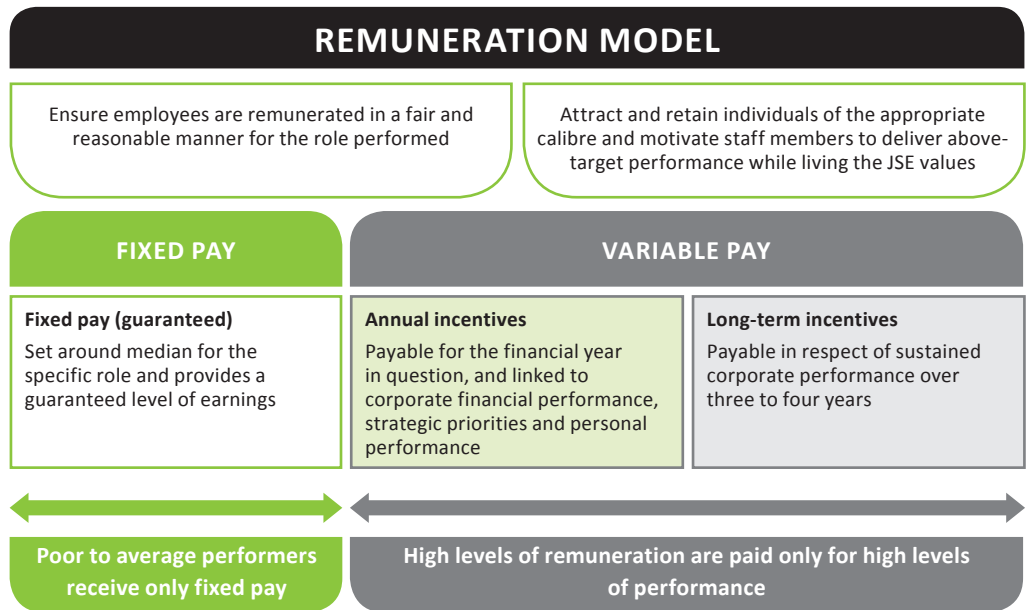 REMUNERATION MODEL
Ensure employees are remunerated in a fair and
reasonable manner for the role performed
Attract and retain individuals of the appropriate
calibre and motivate staff members to deliver above-
target performance while living the JSE values
FIXED PAY
VARIABLE PAY
Fixed pay (guaranteed)
Set around median for the
specific role and provides a
guaranteed level of earnings
Annual incentives
Payable for the financial year
in question, and linked to
corporate financial performance,
strategic priorities and personal
performance
Long-term incentives
Payable in respect of sustained
corporate performance over
three to four years
Poor to average performers
receive only fixed pay
High levels of remuneration are paid only for high levels
of performance